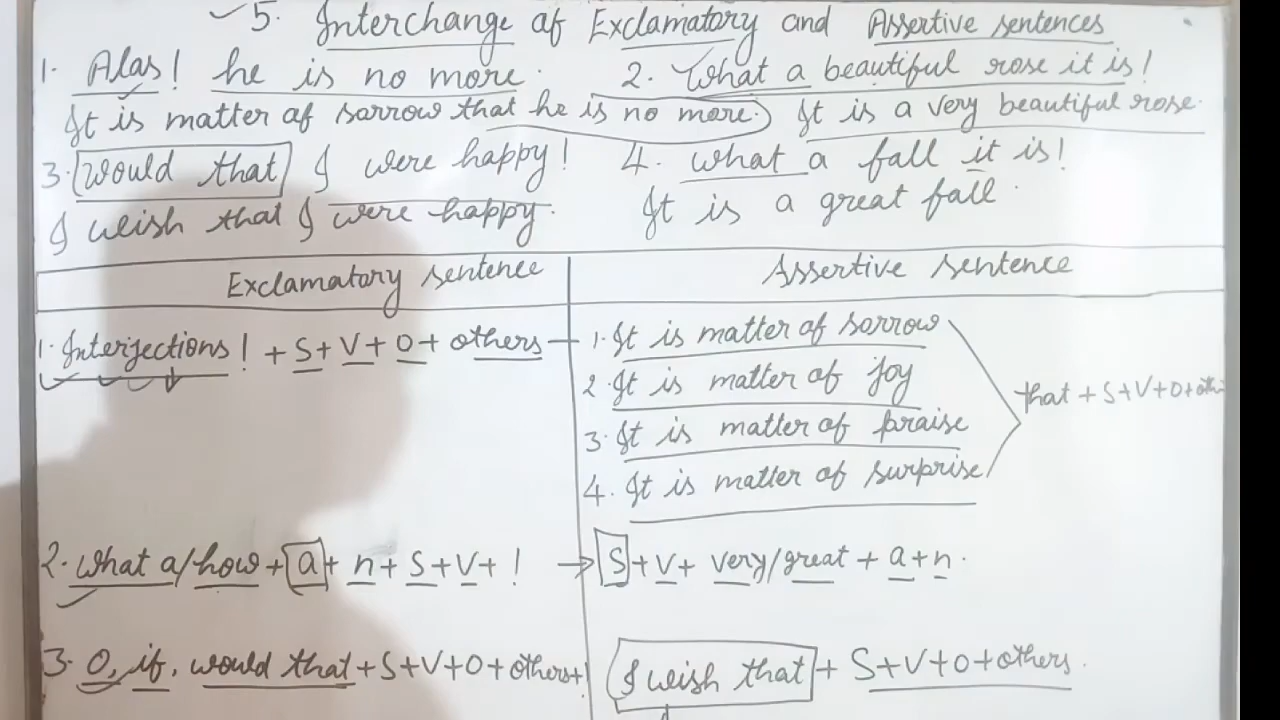 5. Interchange of Exclamatory and Assertive sentences
1. Alas! he is no more. 2. What a beautiful rose it is!
It is matter of sorrow that he is no more. It is a very beautiful rose.
3. Would that I were happy! 4. what a fall it is!
I wish that I were happy. It is a great fall.
Exclamatory sentence Assertive sentence
1. Interjections! + S+V+O+ others 1. It is matter of sorrow
2 It is matter of joy
that + S+V+O+
3. It is matter of praise
4. It is matter of surprise
2. what a/how + a + n + S + V + ! → S + V + very/great + a + n.
3. O, if, would that + S+V+O+others+ I wish that + S+V+O+others.